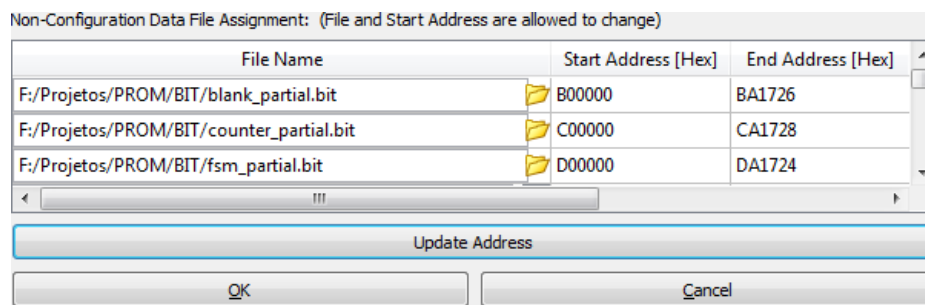 Non-Configuration Data File Assignment: (File and Start Address are allowed to change)
File Name Start Address [Hex] End Address [Hex]
F:/Projetos/PROM/BIT/blank_partial.bit B00000 BA1726
F:/Projetos/PROM/BIT/counter_partial.bit C00000 CA1728
F:/Projetos/PROM/BIT/fsm_partial.bit D00000 DA1724
Update Address
OK Cancel